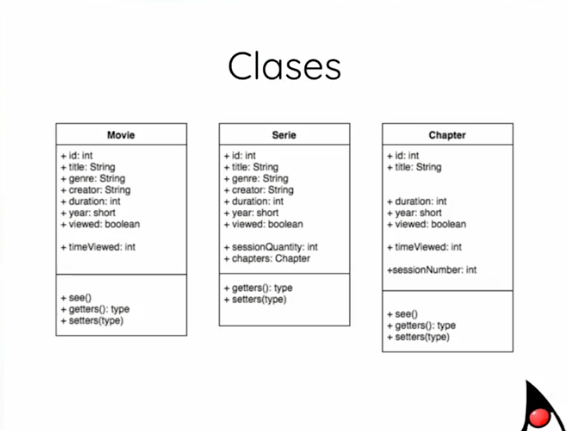 Clases
Movie
+ id: int
+ title: String
+ genre: String
+ creator: String
+ duration: int
+ year: short
+ viewed: boolean
+ timeViewed: int
+ see()
+ getters(): type
+ setters(type)
Serie
+ id: int
+ title: String
+ genre: String
+ creator: String
+ duration: int
+ year: short
+ viewed: boolean
+ sessionQuantity: int
+ chapters: Chapter
+ getters(): type
+ setters(type)
Chapter
+ id: int
+ title: String
+ duration: int
+ year: short
+ viewed: boolean
+ timeViewed: int
+sessionNumber: int
+ see()
+ getters(): type
+ setters(type)